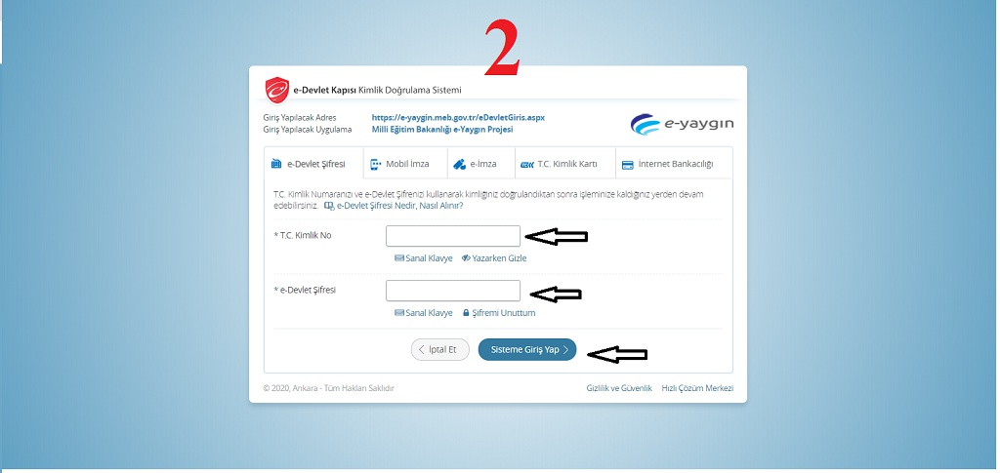 2
e-Devlet Kapısı Kimlik Doğrulama Sistemi
Giriş Yapılacak Adres https://e-yaygin.meb.gov.tr/eDevletGiris.aspx
Giriş Yapılacak Uygulama Milli Eğitim Bakanlığı e-Yaygın Projesi
e-yaygın
e-Devlet Şifresi Mobil İmza e-İmza T.C. Kimlik Kartı İnternet Bankacılığı
T.C. Kimlik Numaranızı ve e-Devlet Şifrenizi kullanarak kimliğiniz doğrulandıktan sonra işleminize kaldığınız yerden devam
edebilirsiniz. e-Devlet Şifresi Nedir, Nasıl Alınır?
* T.C. Kimlik No
Sanal Klavye Yazarken Gizle
* e-Devlet Şifresi
Sanal Klavye Şifremi Unuttum
İptal Et Sisteme Giriş Yap
© 2020, Ankara - Tüm Hakları Saklıdır Gizlilik ve Güvenlik Hızlı Çözüm Merkezi